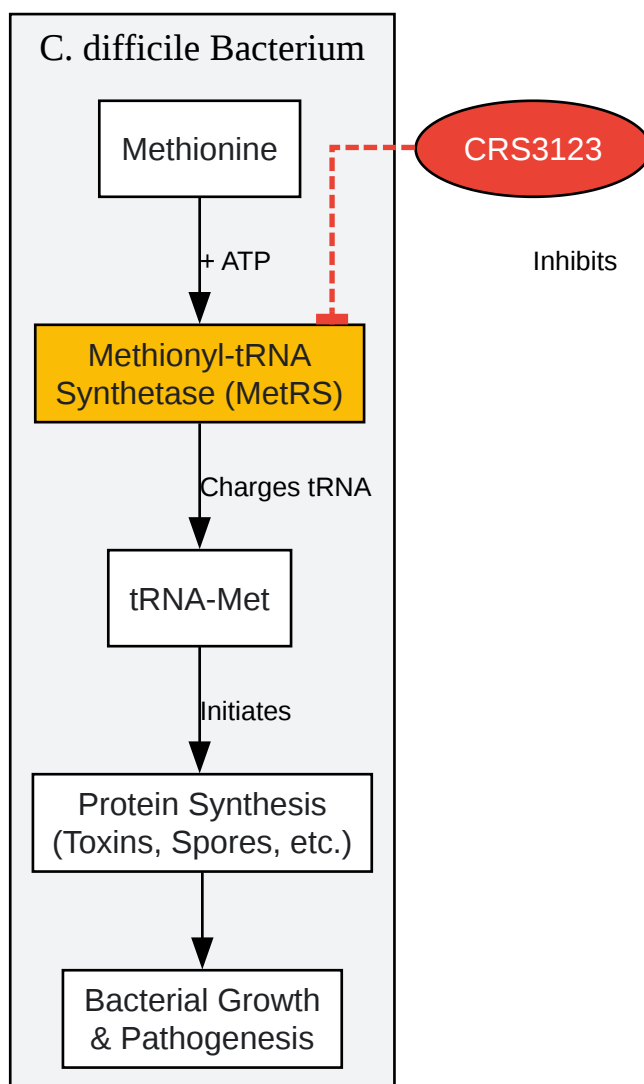 C. difficile Bacterium
Methionine
CRS3123
+ ATP
Inhibits
Methionyl-tRNA
Synthetase (MetRS)
Charges tRNA
tRNA-Met
Initiates
Protein Synthesis
(Toxins, Spores, etc.)
Bacterial Growth
& Pathogenesis